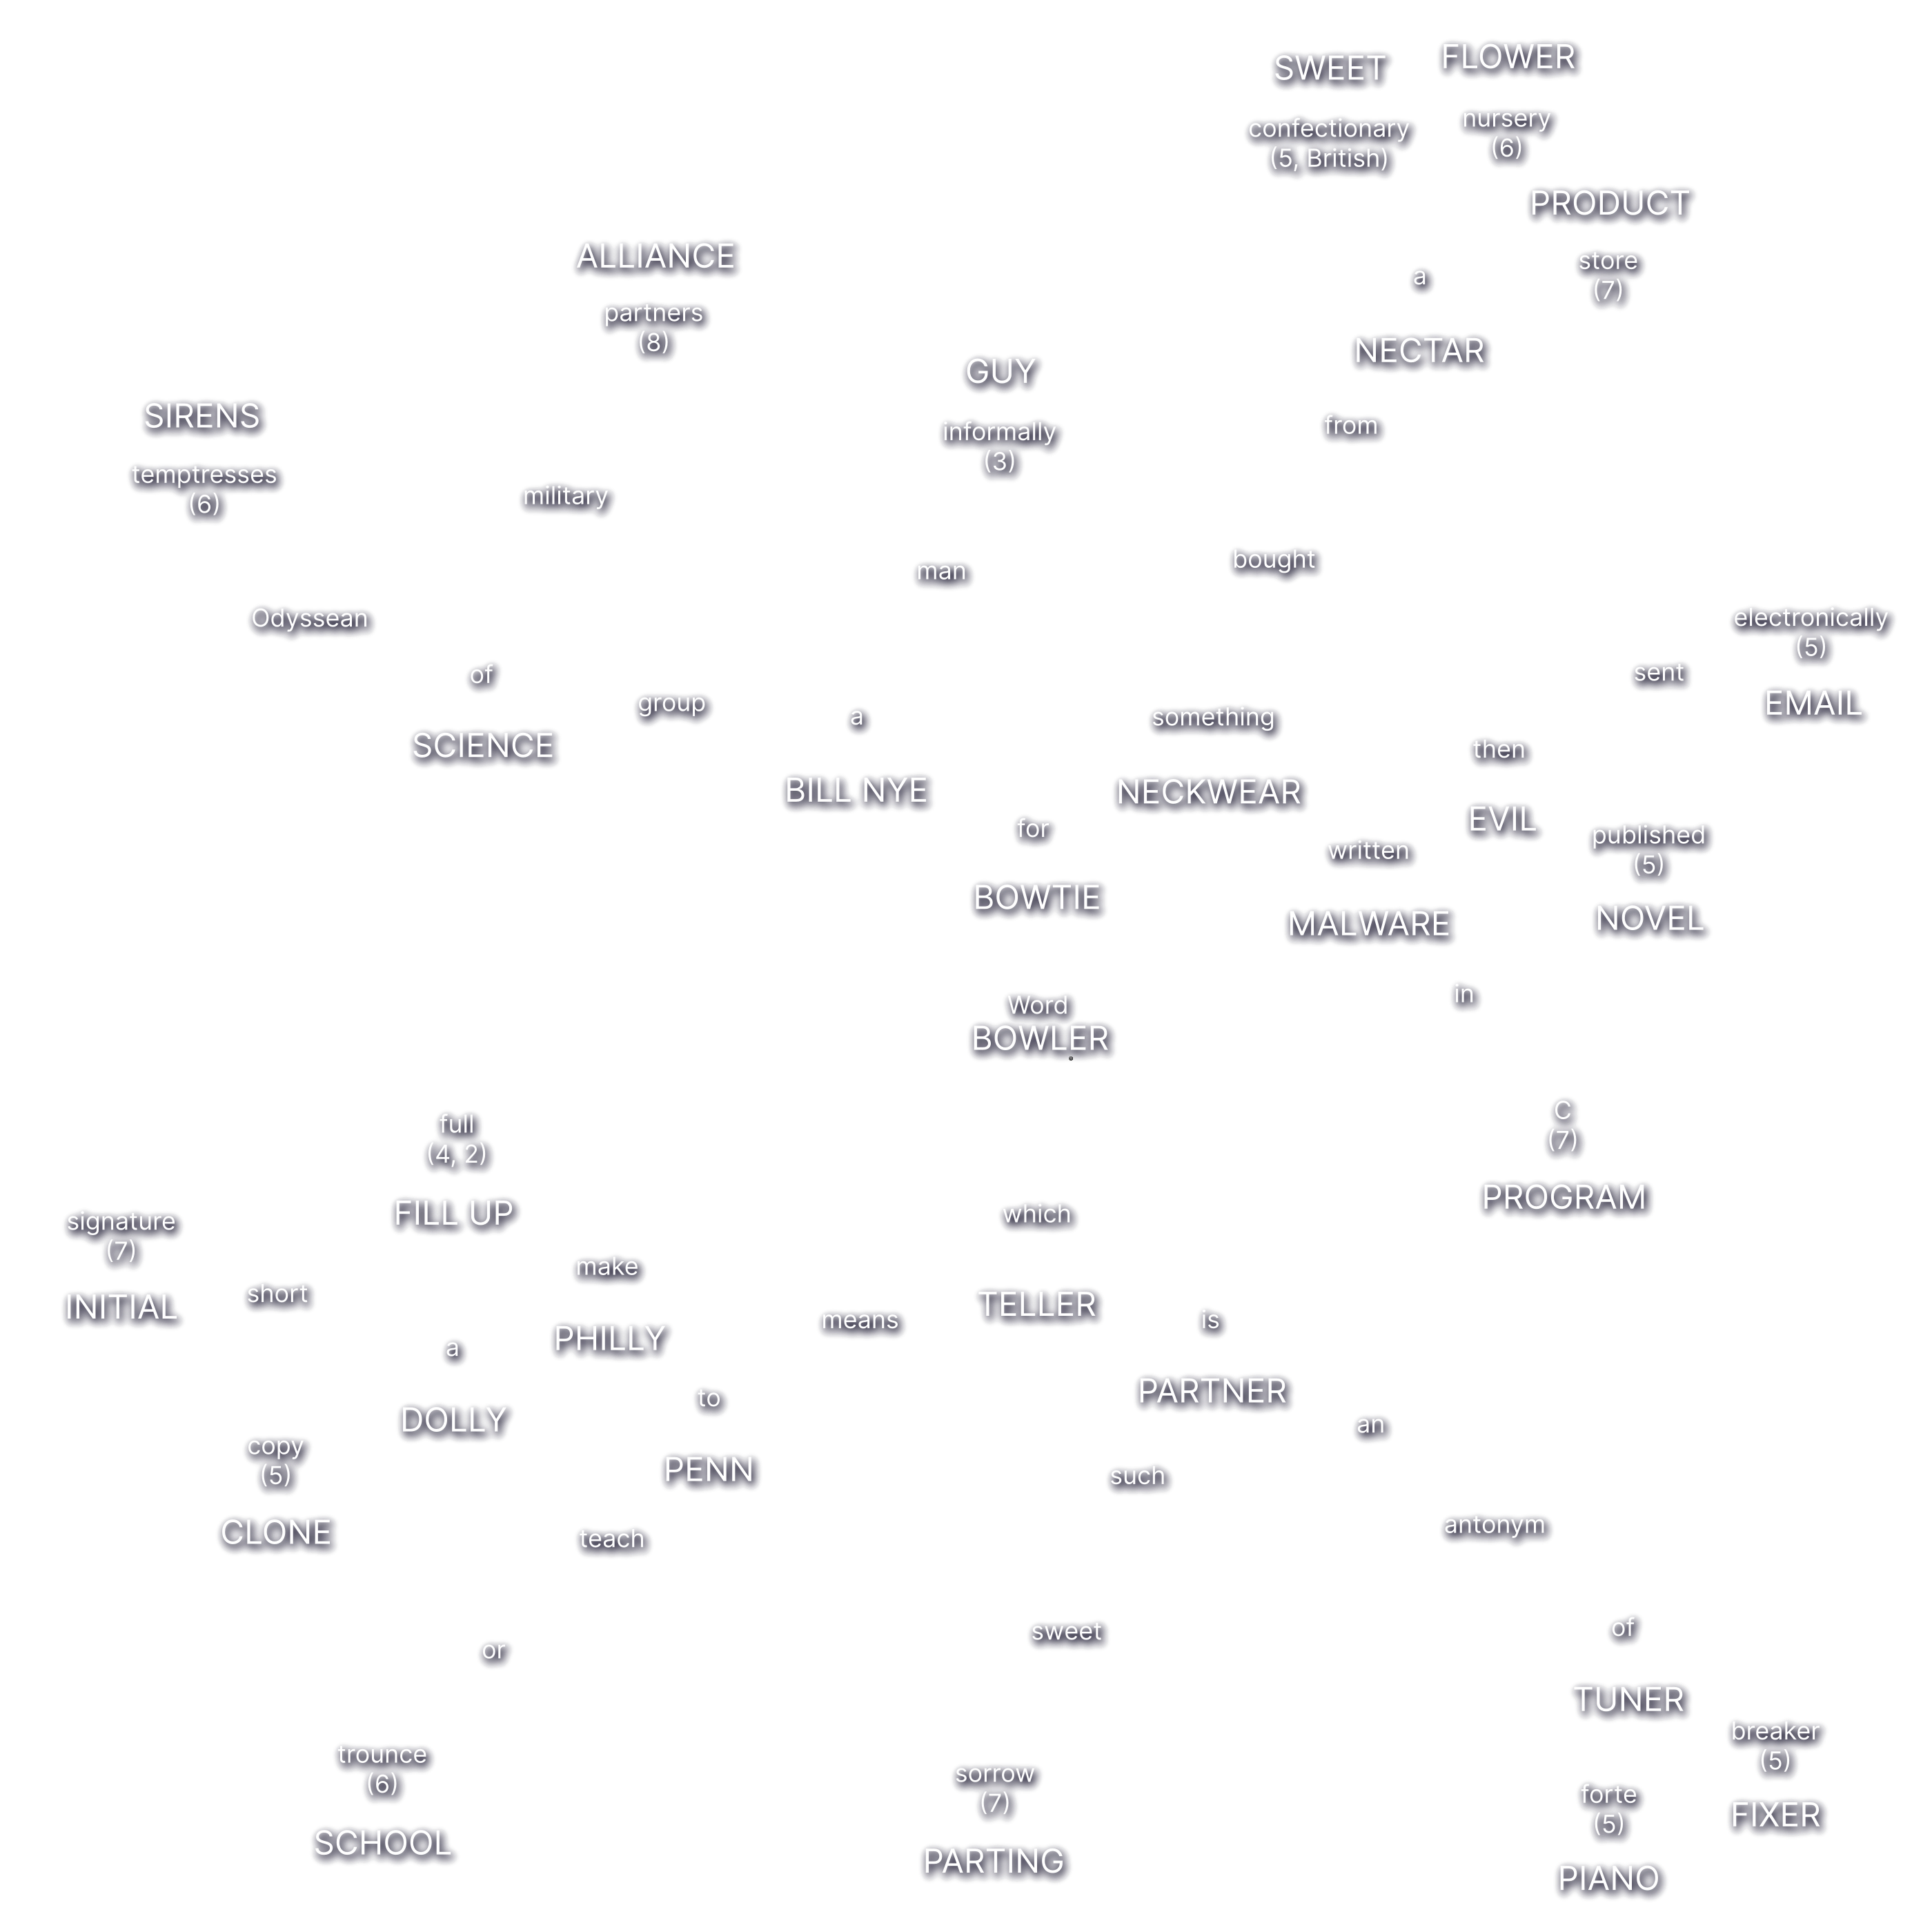 FLOWER
SWEET
nursery
(6)
confectionary
(5, British)
PRODUCT
ALLIANCE
store
(7)
a
partners
(8)
NECTAR
GUY
SIRENS
from
informally
(3)
temptresses
(6)
military
bought
man
Odyssean
electronically
(5)
of
sent
group
EMAIL
a
something
SCIENCE
then
BILL NYE
NECKWEAR
EVIL
for
published
(5)
written
BOWTIE
NOVEL
MALWARE
in
Word
BOWLER
C
(7)
full
(4, 2)
PROGRAM
FILL UP
which
signature
(7)
make
short
TELLER
INITIAL
means
is
PHILLY
a
PARTNER
to
DOLLY
an
copy
(5)
PENN
such
CLONE
antonym
teach
of
sweet
or
TUNER
breaker
(5)
trounce
(6)
sorrow
(7)
forte
(5)
FIXER
SCHOOL
PARTING
PIANO